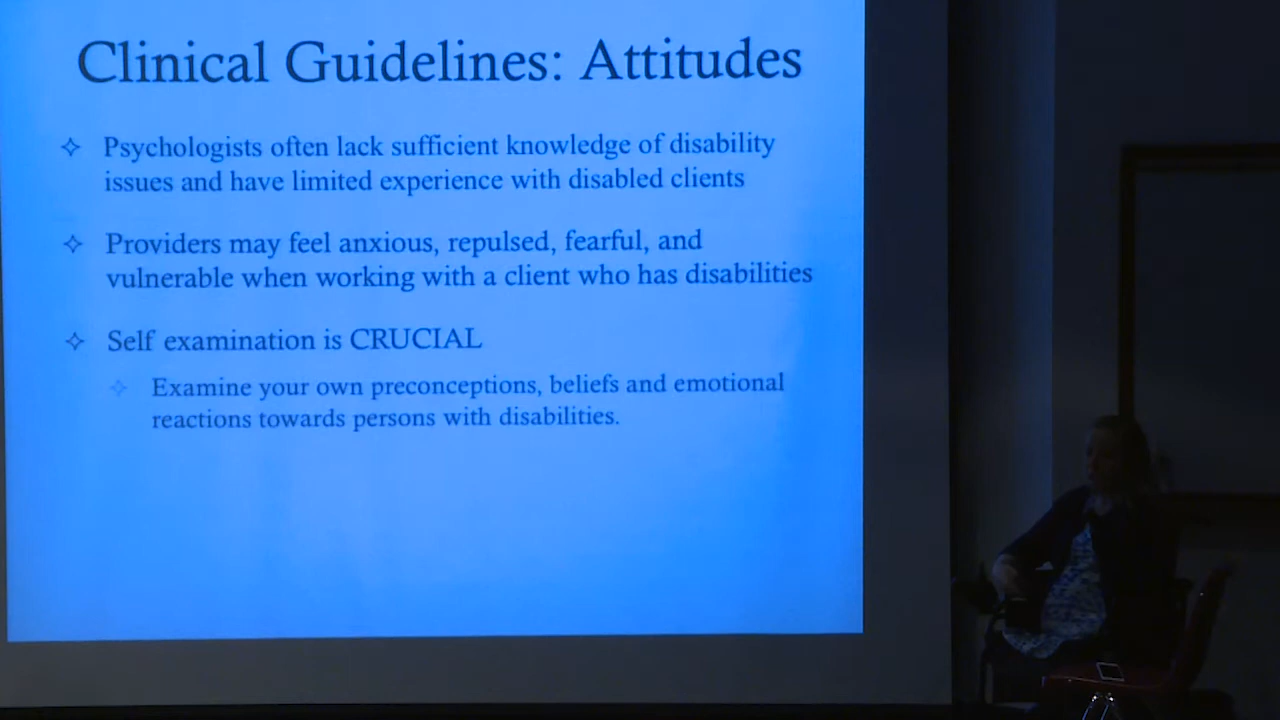 Clinical Guidelines: Attitudes
Psychologists often lack sufficient knowledge of disability
issues and have limited experience with disabled clients
Providers may feel anxious, repulsed, fearful, and
vulnerable when working with a client who has disabilities
Self examination is CRUCIAL
Examine your own preconceptions, beliefs and emotional
reactions towards persons with disabilities.